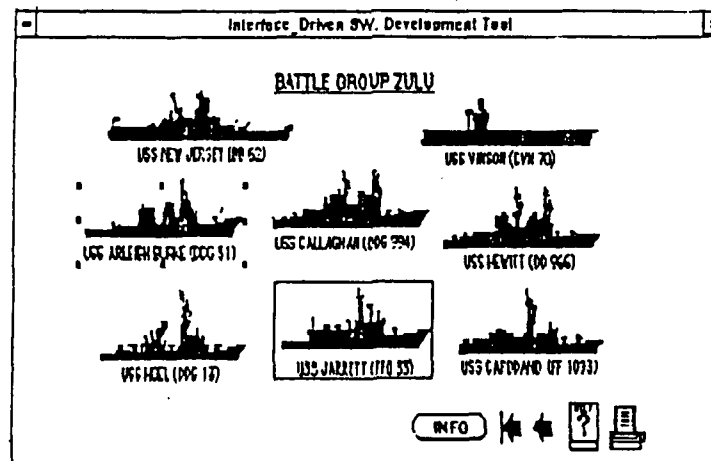 Interface Driven SW. Development Tool
BATTLE GROUP ZULU
USS NEW JERSEY (BB 62)
USS VINSON (CVN 70)
USS ARLEIGH BURKE (DDG 51)
USS CALLAGHAN (DDG 994)
USS HEWITT (DD 966)
USS HOEL (DDG 13)
USS JARRETT (FFG 33)
USS (FF 1093)
INFO
?